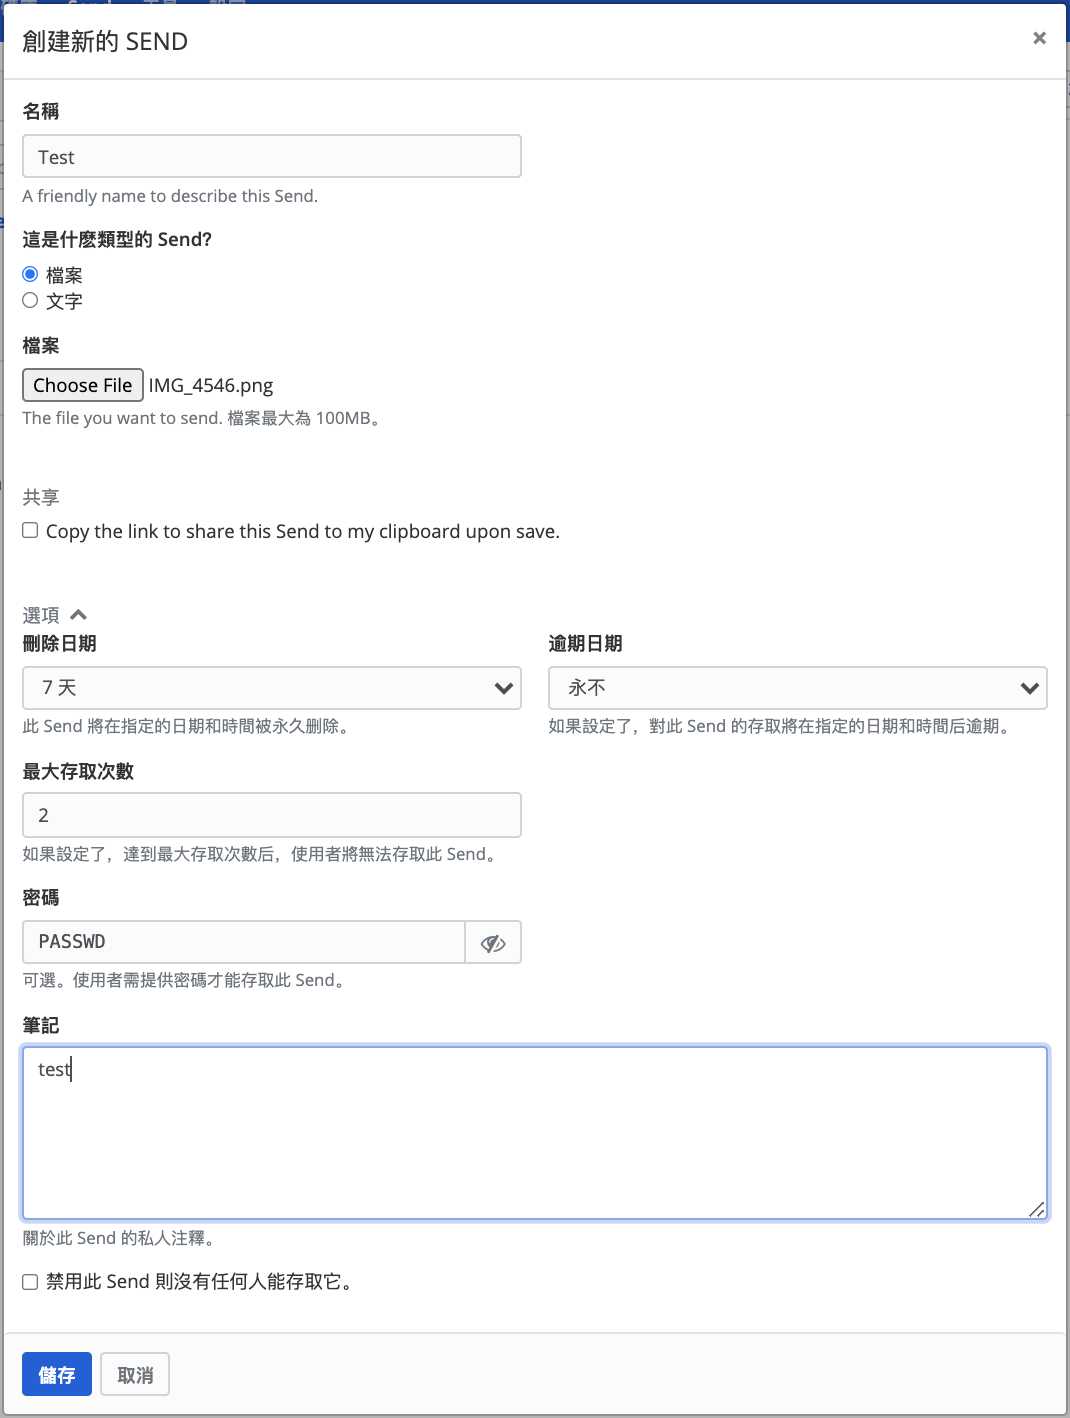 創建新的 SEND
×
名稱
Test
A friendly name to describe this Send.
這是什麼類型的 Send?
檔案
文字
檔案
Choose File IMG_4546.png
The file you want to send. 檔案最大為 100MB。
共享
Copy the link to share this Send to my clipboard upon save.
選項
刪除日期
逾期日期
7 天
永不
此 Send 將在指定的日期和時間被永久刪除。
如果設定了，對此 Send 的存取將在指定的日期和時間后逾期。
最大存取次數
2
如果設定了，達到最大存取次數后，使用者將無法存取此 Send。
密碼
PASSWD
可選。使用者需提供密碼才能存取此 Send。
筆記
test
關於此 Send 的私人注釋。
禁用此 Send 則沒有任何人能存取它。
儲存
取消